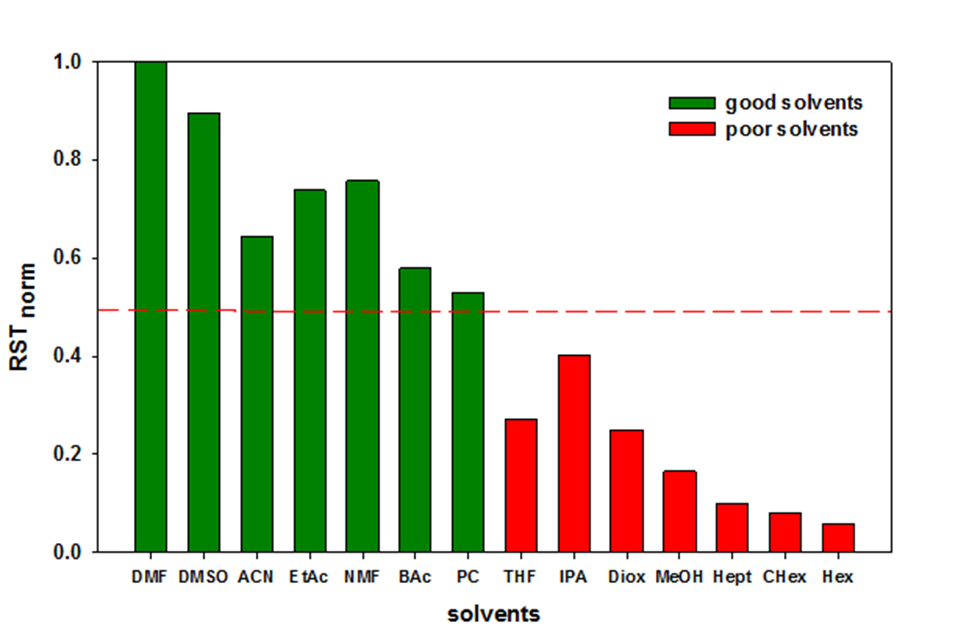 1.0
0.8
0.6
0.4
0.2
0.0
RST norm
good solvents
poor solvents
DMF DMSO ACN EtAc NMF BAc PC THF IPA Diox MeOH Hept CHex Hex
solvents